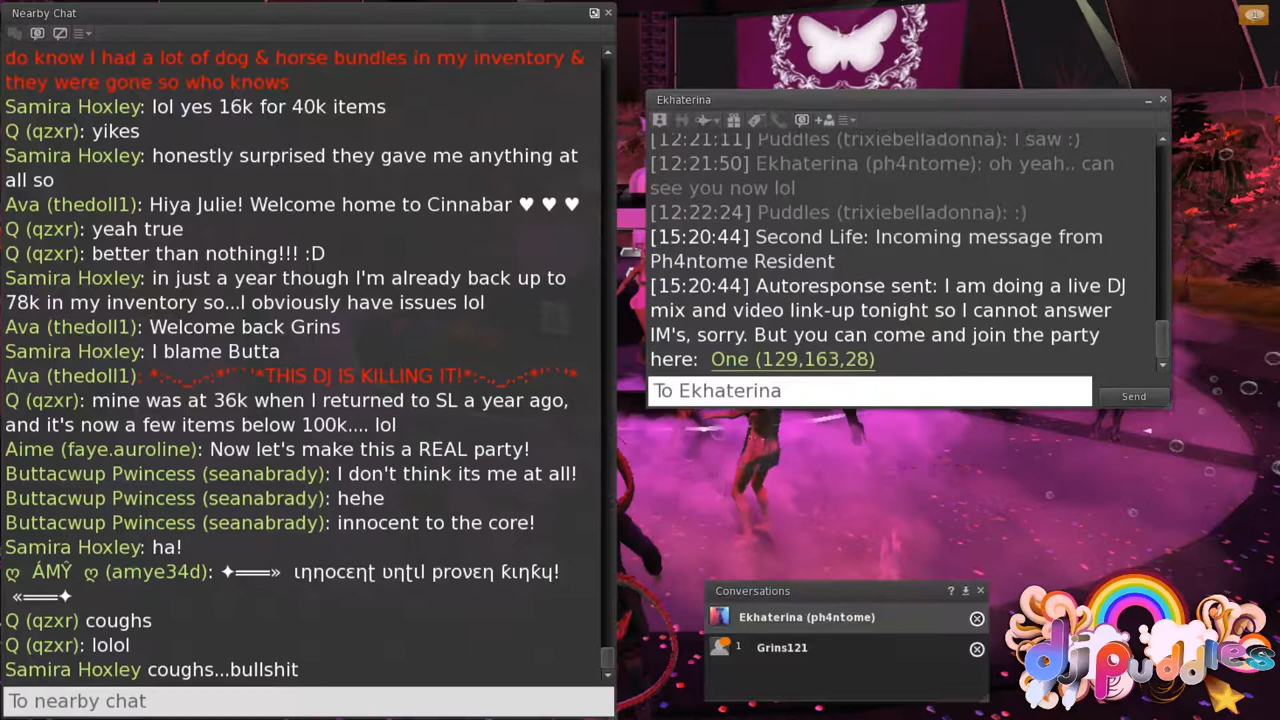 Nearby Chat
do know I had a lot of dog & horse bundles in my inventory &
they were gone so who knows
Samira Hoxley: lol yes 16k for 40k items
Q (qzxr): yikes
Samira Hoxley: honestly surprised they gave me anything at
all so
Ava (thedoll1): Hiya Julie! Welcome home to Cinnabar ♥ ♥ ♥
Q (qzxr): yeah true
Q (qzxr): better than nothing!!! :D
Samira Hoxley: in just a year though I'm already back up to
78k in my inventory so...I obviously have issues lol
Ava (thedoll1): Welcome back Grins
Samira Hoxley: I blame Butta
Ava (thedoll1): *:-.,_,.-:*'``'*THIS DJ IS KILLING IT!*:-.,_,.-:*'``'*
Q (qzxr): mine was at 36k when I returned to SL a year ago,
and it's now a few items below 100k.... lol
Aime (faye.auroline): Now let's make this a REAL party!
Buttacwup Pwincess (seanabrady): I don't think its me at all!
Buttacwup Pwincess (seanabrady): hehe
Buttacwup Pwincess (seanabrady): innocent to the core!
Samira Hoxley: ha!
ღ ÁMŶ ღ (amye34d): ✦═══» ιηησcεηʈ υηʈιl proνεη ƙιηƙų!
«═══✦
Q (qzxr) coughs
Q (qzxr): lolol
Samira Hoxley coughs...bullshit
To nearby chat
Ekhaterina
[12:21:11] Puddles (trixiebelladonna): I saw :)
[12:21:50] Ekhaterina (ph4ntome): oh yeah.. can
see you now lol
[12:22:24] Puddles (trixiebelladonna): :)
[15:20:44] Second Life: Incoming message from
Ph4ntome Resident
[15:20:44] Autoresponse sent: I am doing a live DJ
mix and video link-up tonight so I cannot answer
IM's, sorry. But you can come and join the party
here: One (129,163,28)
To Ekhaterina
Send
Conversations
Ekhaterina (ph4ntome)
1 Grins121
dj puddles